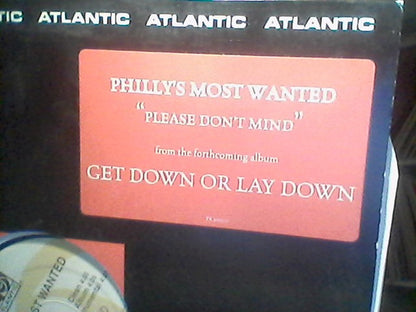 TIC ATLANTIC ATLANTIC ATLANTIC
PHILLY'S MOST WANTED
"PLEASE DON'T MIND"
from the forthcoming album
GET DOWN OR LAY DOWN
WANTED